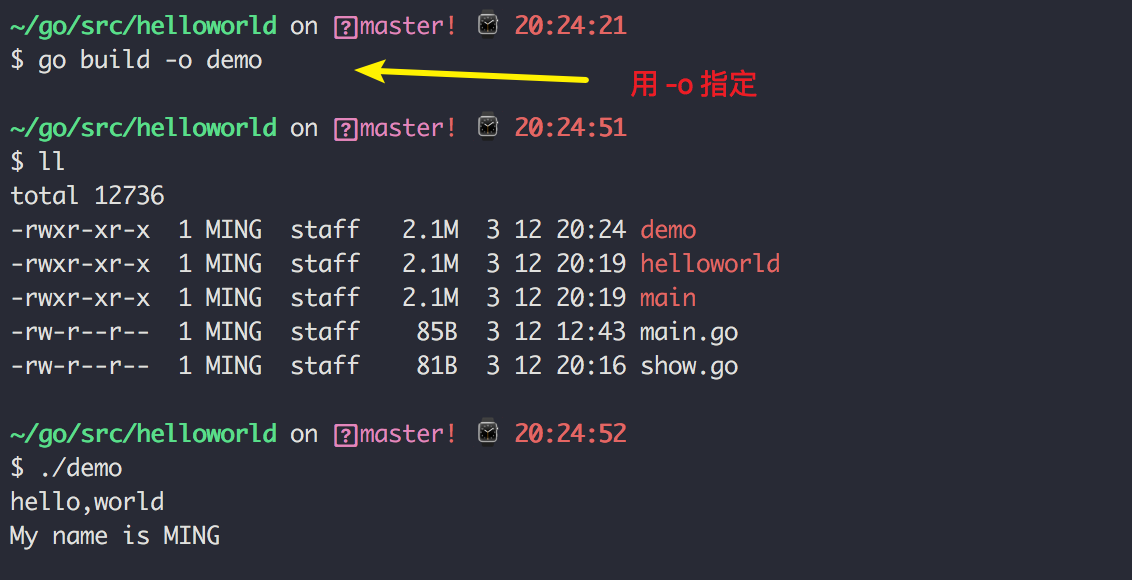 ~/go/src/helloworld on master! 20:24:21
$ go build -o demo
用 -o 指定
~/go/src/helloworld on master! 20:24:51
$ ll
total 12736
-rwxr-xr-x 1 MING staff 2.1M 3 12 20:24 demo
-rwxr-xr-x 1 MING staff 2.1M 3 12 20:19 helloworld
-rwxr-xr-x 1 MING staff 2.1M 3 12 20:19 main
-rw-r--r-- 1 MING staff 85B 3 12 12:43 main.go
-rw-r--r-- 1 MING staff 81B 3 12 20:16 show.go
~/go/src/helloworld on master! 20:24:52
$ ./demo
hello,world
My name is MING